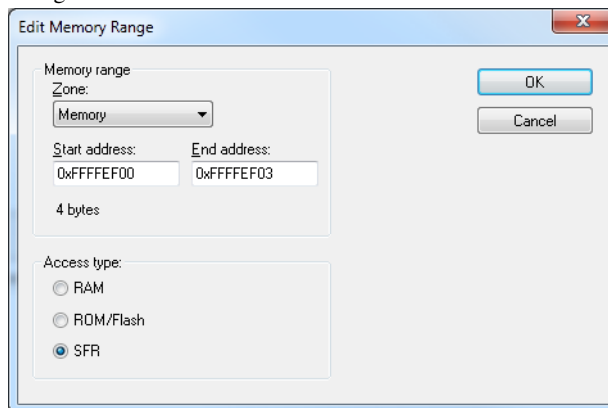 Edit Memory Range
Memory range
Zone:
Memory
Start address:
End address:
0xFFFFEF00
0xFFFFEF03
4 bytes
Access type:
RAM
ROM/Flash
SFR
OK
Cancel